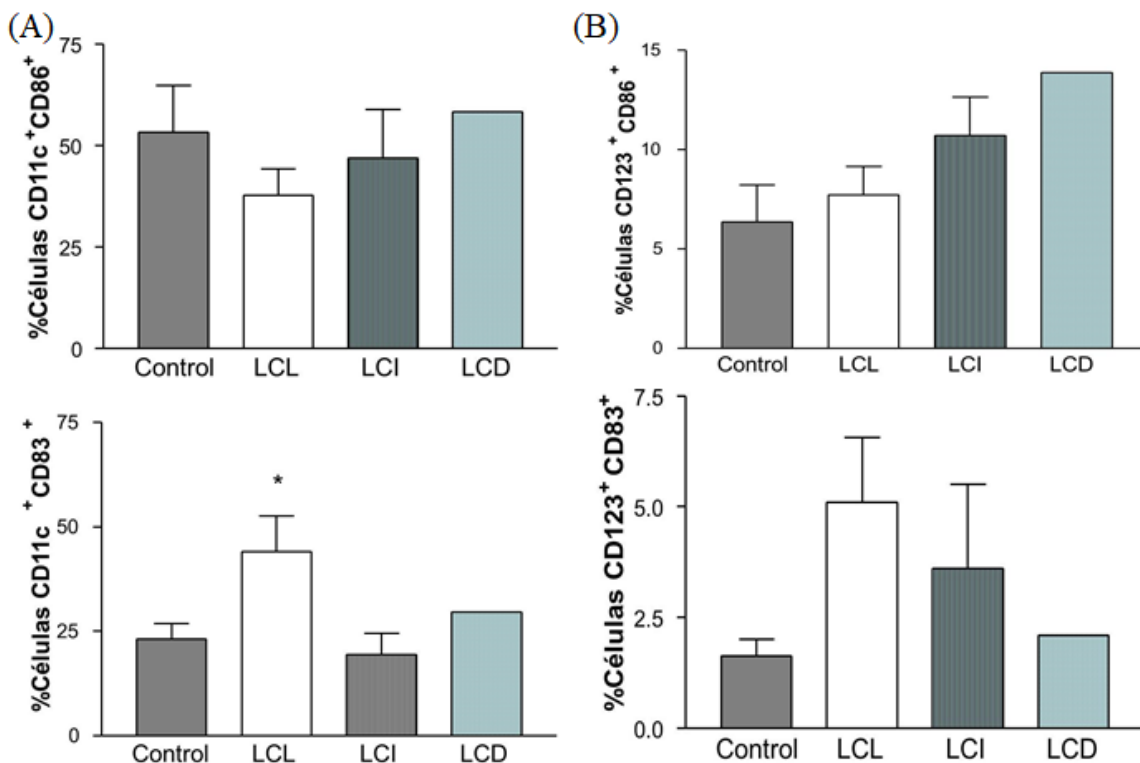 (A)
%Células CD11c⁺CD86⁺
75
50
25
0
Control LCL LCI LCD
(B)
%Células CD123⁺CD86⁺
15
10
5
0
Control LCL LCI LCD
%Células CD11c⁺CD83⁺
75
50
25
0
*
Control LCL LCI LCD
%Células CD123⁺CD83⁺
7.5
5.0
2.5
0.0
Control LCL LCI LCD